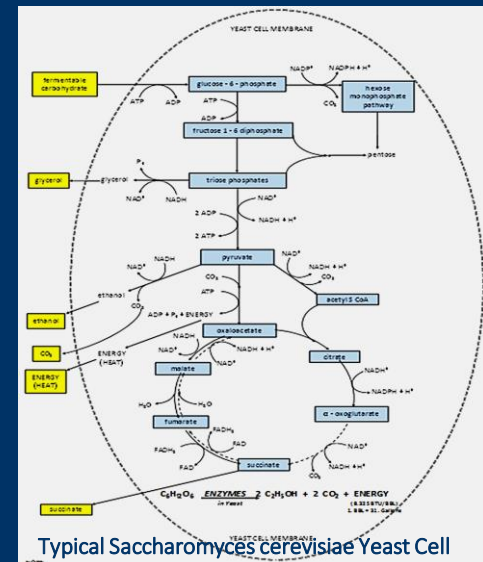 YEAST CELL MEMBRANE
fermentable carbohydrate
ATP
ADP
glucose - 6 - phosphate
NADP⁺
NADPH + H⁺
CO₂
hexose monophosphate pathway
ATP
ADP
fructose 1 - 6 diphosphate
pentose
glycerol
glycerol
NAD⁺
NADH
triose phosphates
NAD⁺
NADH + H⁺
2 ADP
2 ATP
pyruvate
NADH
NAD⁺
CO₂
ethanol
ethanol
CO₂
ATP
ADP + P₁ + ENERGY
NAD⁺
NADH + H⁺
CO₂
acetyl S CoA
CO₂
ENERGY (HEAT)
ENERGY (HEAT)
oxaloacetate
NADH
NAD⁺
NADH + H⁺
NAD⁺
malate
citrate
NADPH + H⁺
H₂O
H₂O
α - oxoglutarate
fumarate
FADH₂
FAD
FADH₂
FAD
NAD⁺
NADH + H⁺
CO₂
succinate
succinate
C₆H₁₂O₆ ENZYMES 2 C₂H₅OH + 2 CO₂ + ENERGY
in Yeast
YEAST CELL MEMBRANE
Typical Saccharomyces cerevisiae Yeast Cell